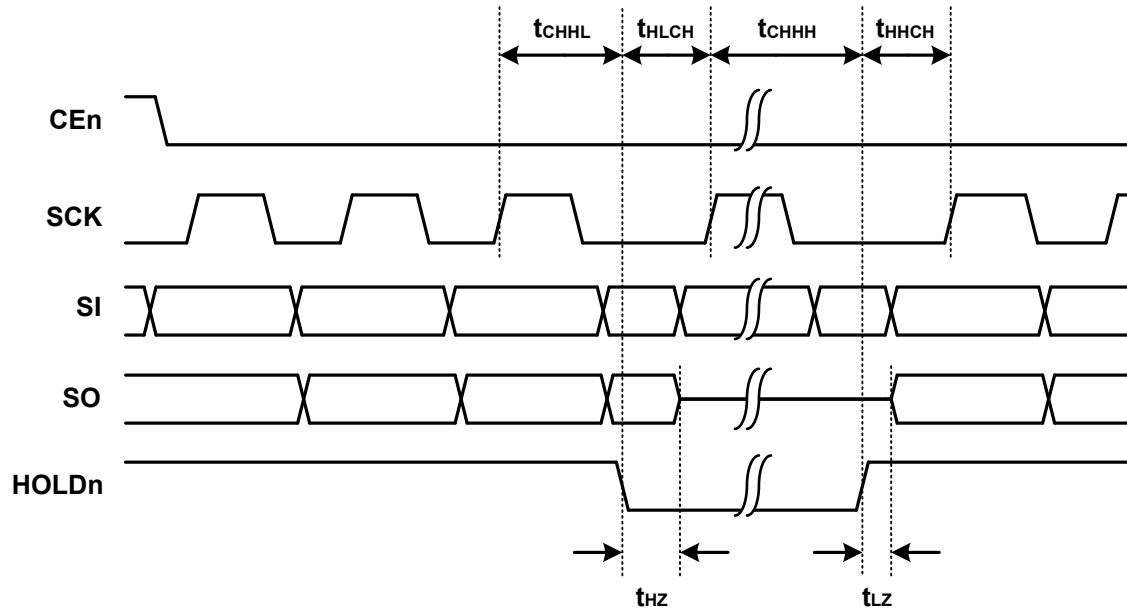 tCHHL tHLCH tCHHH tHHCH
CEn
SCK
SI
SO
HOLDn
tHZ tLZ